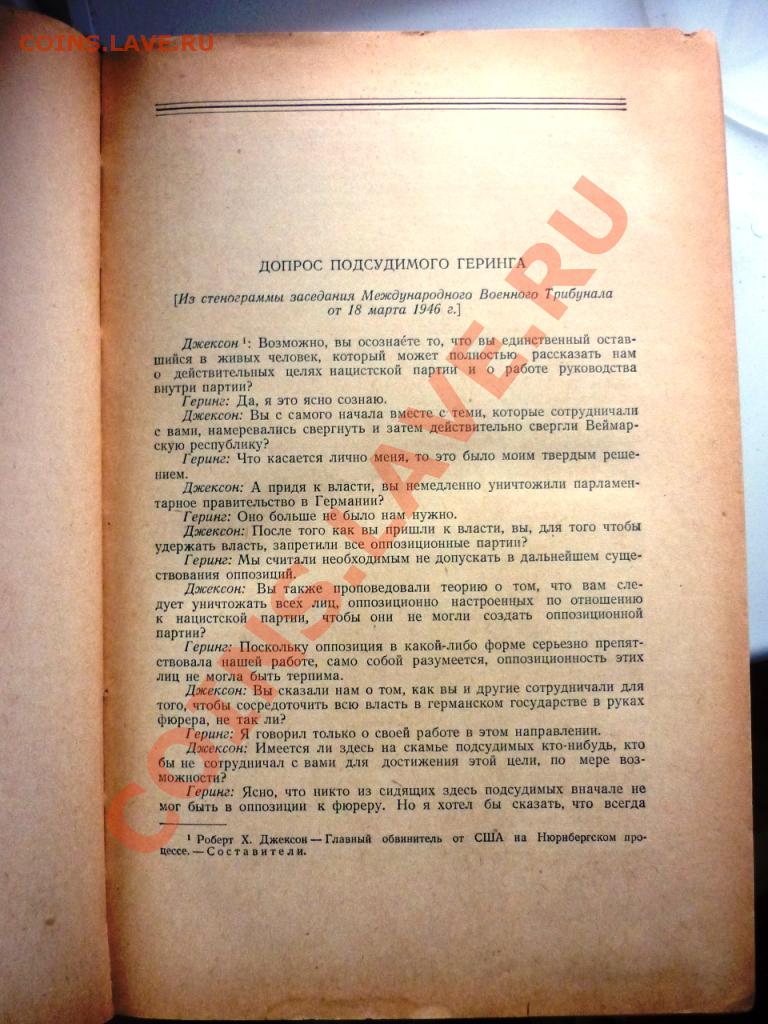 COINS.LAVE.RU
ДОПРОС ПОДСУДИМОГО ГЕРИНГА
[Из стенограммы заседания Международного Военного Трибунала
от 18 марта 1946 г.]
Джексон ¹: Возможно, вы осознаёте то, что вы единственный остав-
шийся в живых человек, который может полностью рассказать нам
о действительных целях нацистской партии и о работе руководства
внутри партии?
Геринг: Да, я это ясно сознаю.
Джексон: Вы с самого начала вместе с теми, которые сотрудничали
с вами, намеревались свергнуть и затем действительно свергли Веймар-
скую республику?
Геринг: Что касается лично меня, то это было моим твердым реше-
нием.
Джексон: А придя к власти, вы немедленно уничтожили парламен-
тарное правительство в Германии?
Геринг: Оно больше не было нам нужно.
Джексон: После того как вы пришли к власти, вы, для того чтобы
удержать власть, запретили все оппозиционные партии?
Геринг: Мы считали необходимым не допускать в дальнейшем суще-
ствования оппозиций.
Джексон: Вы также проповедовали теорию о том, что вам сле-
дует уничтожать всех лиц, оппозиционно настроенных по отношению
к нацистской партии, чтобы они не могли создать оппозиционной
партии?
Геринг: Поскольку оппозиция в какой-либо форме серьезно препят-
ствовала нашей работе, само собой разумеется, оппозиционность этих
лиц не могла быть терпима.
Джексон: Вы сказали нам о том, как вы и другие сотрудничали для
того, чтобы сосредоточить всю власть в германском государстве в руках
фюрера, не так ли?
Геринг: Я говорил только о своей работе в этом направлении.
Джексон: Имеется ли здесь на скамье подсудимых кто-нибудь, кто
бы не сотрудничал с вами для достижения этой цели, по мере воз-
можности?
Геринг: Ясно, что никто из сидящих здесь подсудимых вначале не
мог быть в оппозиции к фюреру. Но я хотел бы сказать, что всегда
¹ Роберт Х. Джексон — Главный обвинитель от США на Нюрнбергском про-
цессе. — Составители.
COINS.LAVE.RU